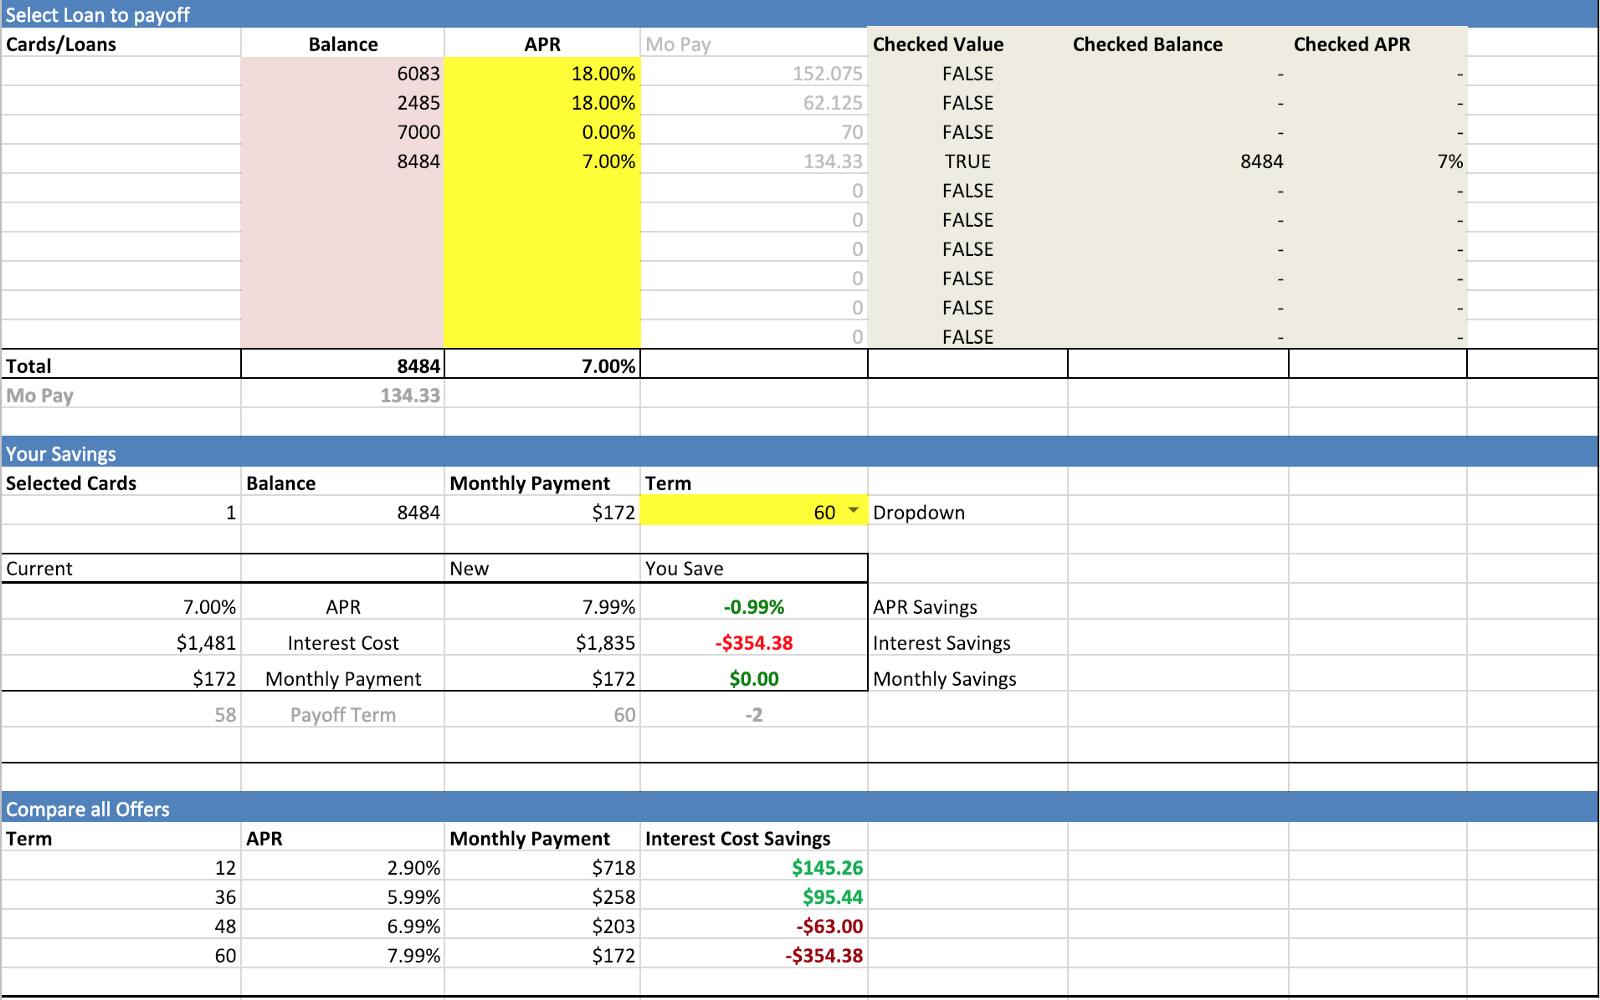 Select Loan to payoff
Cards/Loans Balance APR Mo Pay Checked Value Checked Balance Checked APR
6083 18.00% 152.075 FALSE - -
2485 18.00% 62.125 FALSE - -
7000 0.00% 70 FALSE - -
8484 7.00% 134.33 TRUE 8484 7%
0 FALSE - -
0 FALSE - -
0 FALSE - -
0 FALSE - -
0 FALSE - -
0 FALSE - -
Total 8484 7.00%
Mo Pay 134.33
Your Savings
Selected Cards Balance Monthly Payment Term
1 8484 $172 60 Dropdown
Current New You Save
7.00% APR 7.99% -0.99% APR Savings
$1,481 Interest Cost $1,835 -$354.38 Interest Savings
$172 Monthly Payment $172 $0.00 Monthly Savings
58 Payoff Term 60 -2
Compare all Offers
Term APR Monthly Payment Interest Cost Savings
12 2.90% $718 $145.26
36 5.99% $258 $95.44
48 6.99% $203 -$63.00
60 7.99% $172 -$354.38